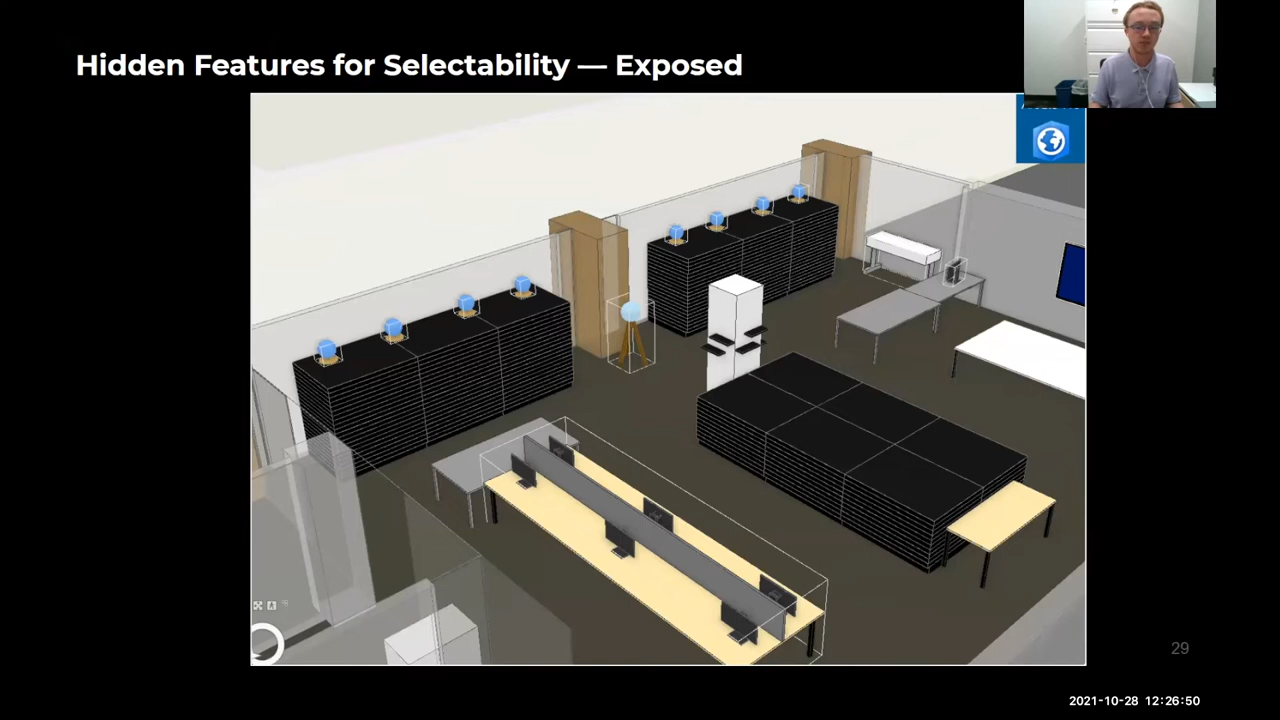 Hidden Features for Selectability — Exposed
29
2021-10-28 12:26:50